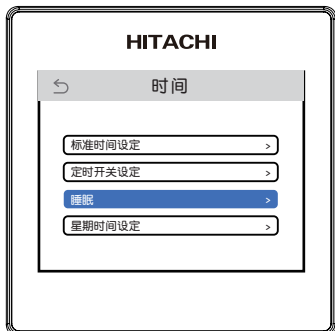 HITACHI
时间
标准时间设定 >
定时开关设定 >
睡眠 >
星期时间设定 >